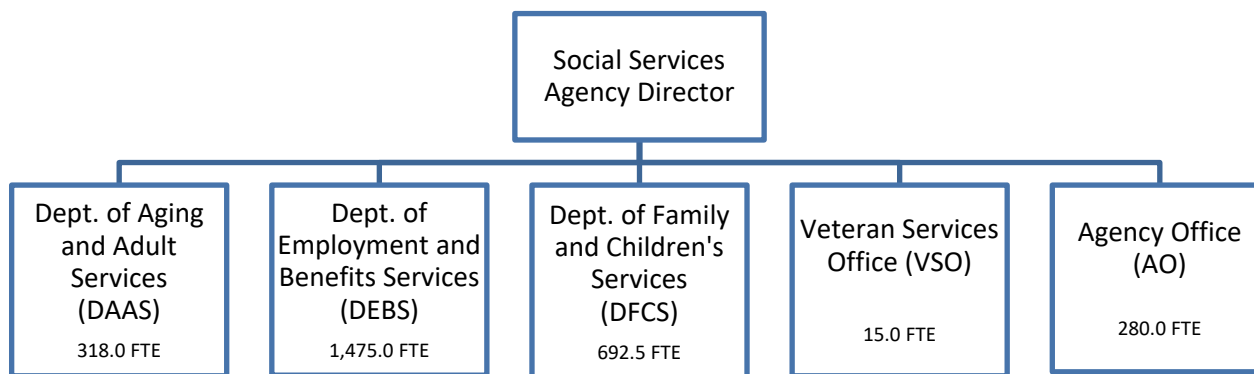 Social Services
Agency Director
Dept. of Aging
and Adult
Services
(DAAS)
318.0 FTE
Dept. of
Employment and
Benefits Services
(DEBS)
1,475.0 FTE
Dept. of Family
and Children's
Services
(DFCS)
692.5 FTE
Veteran Services
Office (VSO)
15.0 FTE
Agency Office
(AO)
280.0 FTE